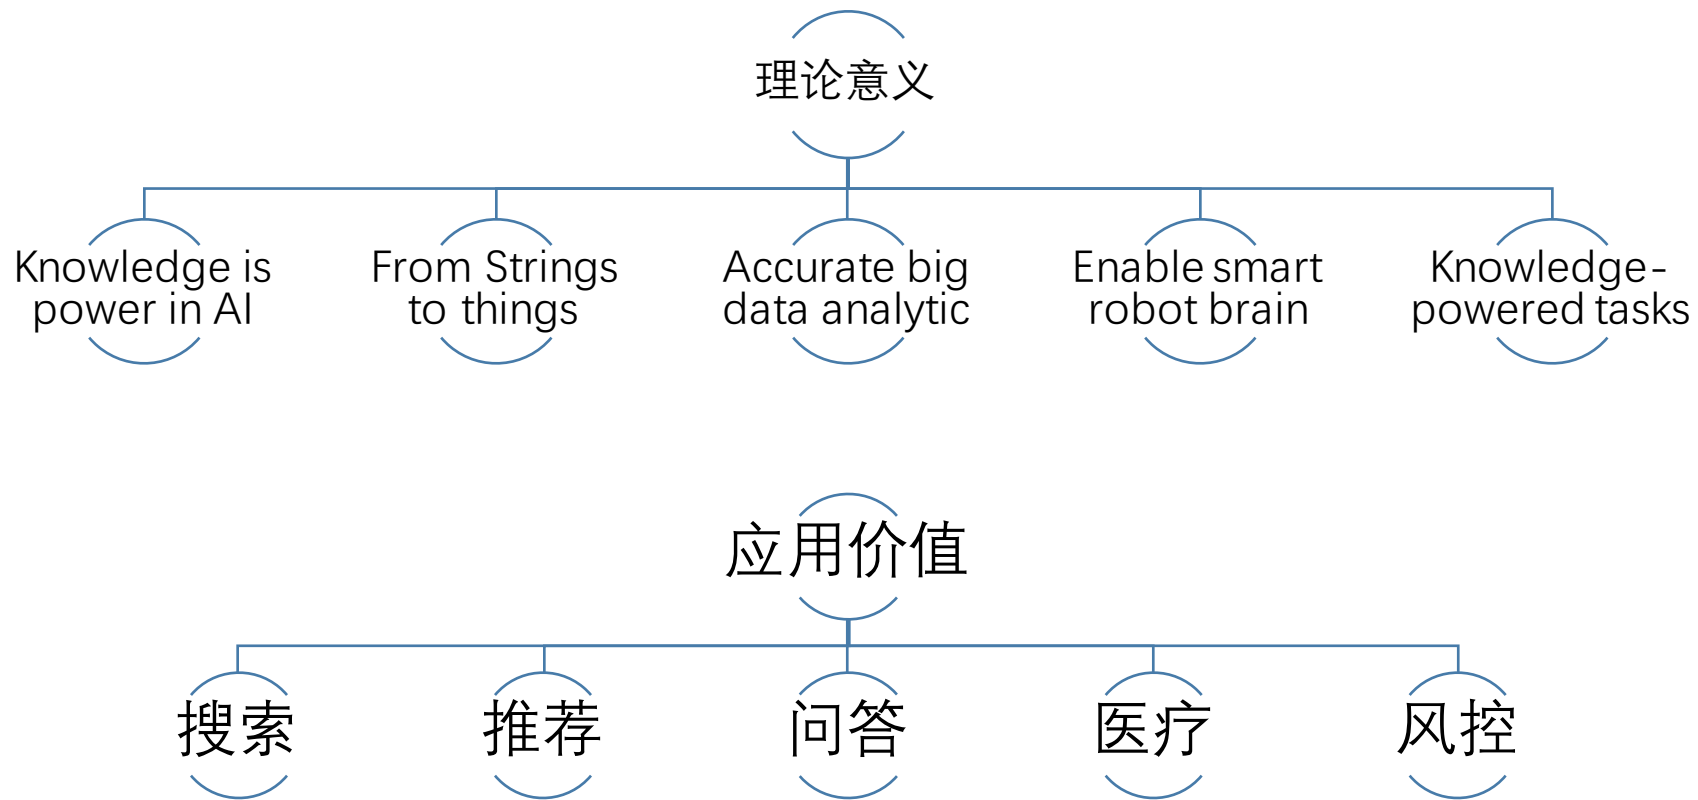 理论意义
Knowledge is
power in AI
From Strings
to things
Accurate big
data analytic
Enable smart
robot brain
Knowledge-
powered tasks
应用价值
搜索
推荐
问答
医疗
风控